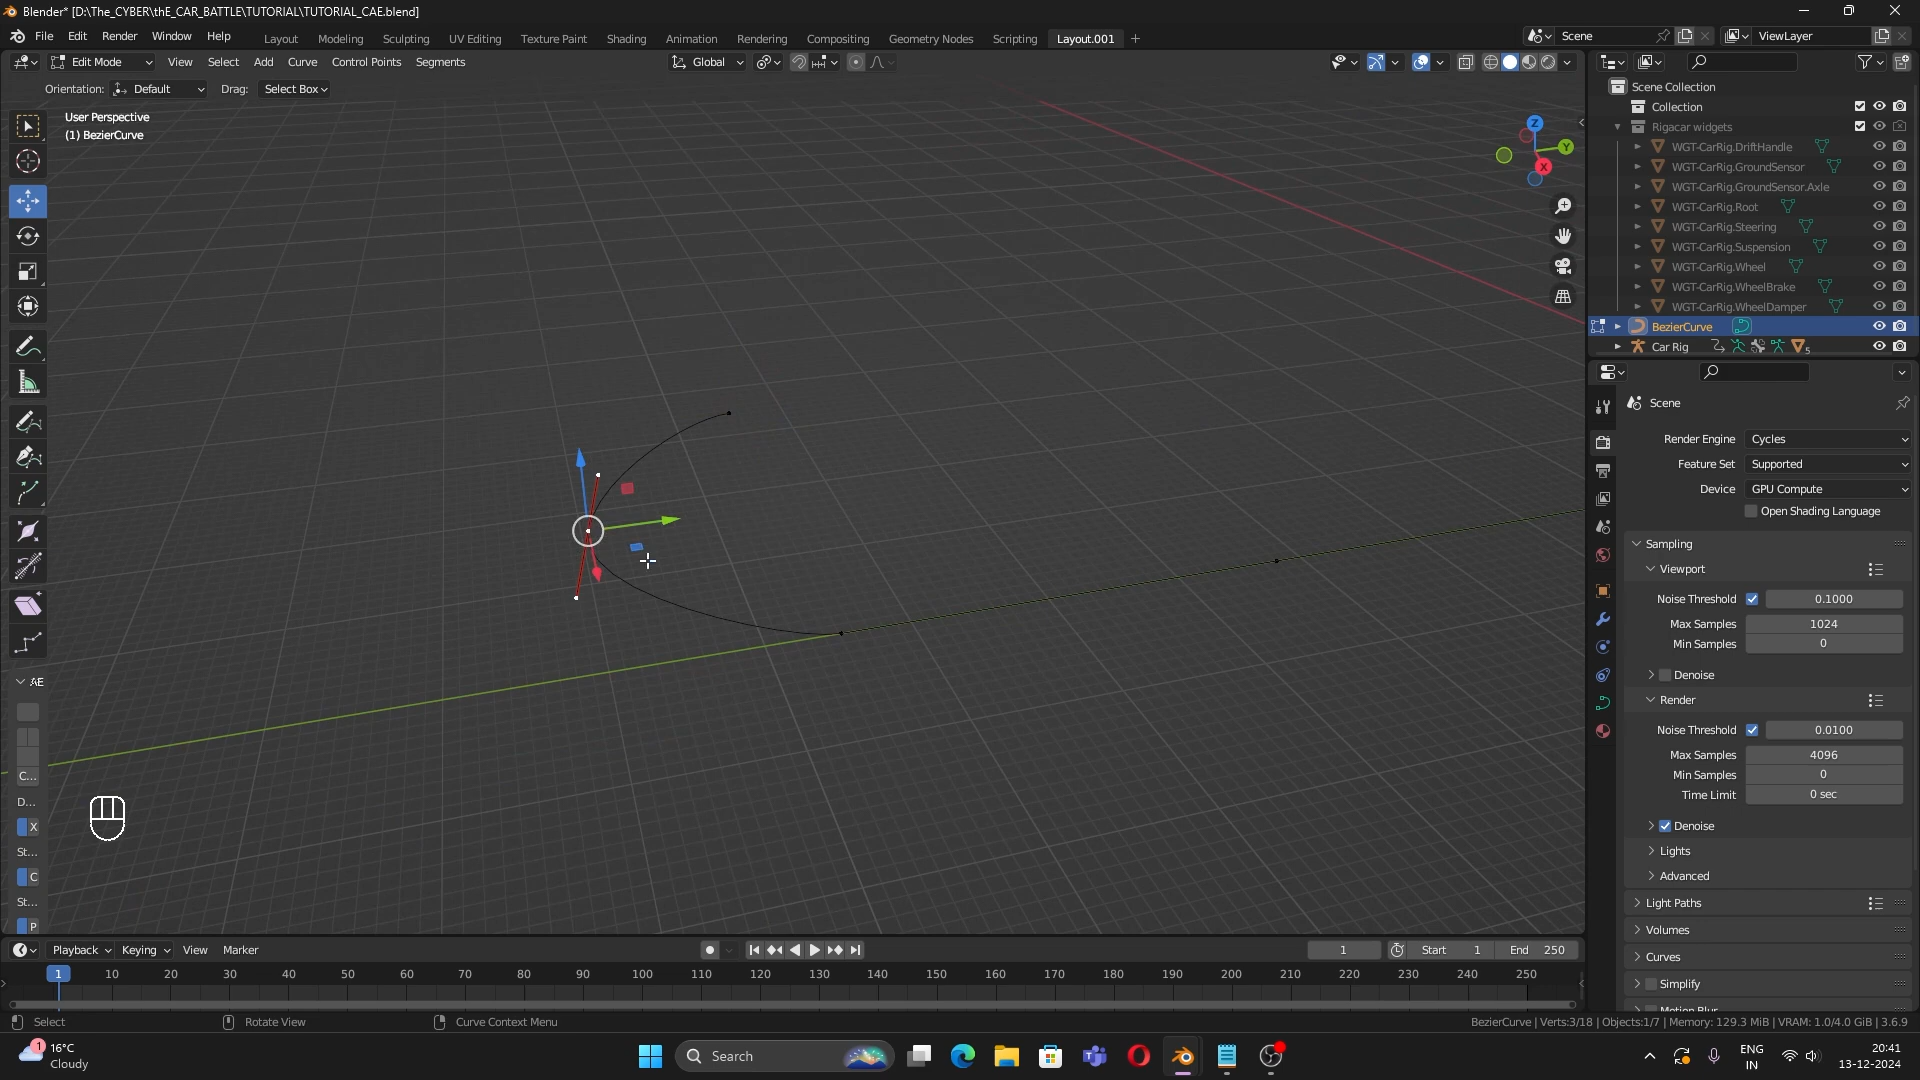 Blender* [D:\The_CYBER\thE_CAR_BATTLE\TUTORIAL\TUTORIAL_CAE.blend]
File Edit Render Window Help
Layout Modeling Sculpting UV Editing Texture Paint Shading Animation Rendering Compositing Geometry Nodes Scripting Layout.001 +
Scene
ViewLayer
Edit Mode View Select Add Curve Control Points Segments
Global
Orientation: Default Drag: Select Box
User Perspective
(1) BezierCurve
Z
Y
X
AE
C...
D...
X
St...
C
St...
P
Scene Collection
Collection
Rigacar widgets
WGT-CarRig.DriftHandle
WGT-CarRig.GroundSensor
WGT-CarRig.GroundSensor.Axle
WGT-CarRig.Root
WGT-CarRig.Steering
WGT-CarRig.Suspension
WGT-CarRig.Wheel
WGT-CarRig.WheelBrake
WGT-CarRig.WheelDamper
BezierCurve
Car Rig 5
Scene
Render Engine Cycles
Feature Set Supported
Device GPU Compute
Open Shading Language
Sampling
Viewport
Noise Threshold 0.1000
Max Samples 1024
Min Samples 0
Denoise
Render
Noise Threshold 0.0100
Max Samples 4096
Min Samples 0
Time Limit 0 sec
Denoise
Lights
Advanced
Light Paths
Volumes
Curves
Simplify
Motion Blur
Playback Keying View Marker
1 Start 1 End 250
1 10 20 30 40 50 60 70 80 90 100 110 120 130 140 150 160 170 180 190 200 210 220 230 240 250
Select Rotate View Curve Context Menu
BezierCurve | Verts:3/18 | Objects:1/7 | Memory: 129.3 MiB | VRAM: 1.0/4.0 GiB | 3.6.9
1
16°C
Cloudy
Search
ENG
IN
20:41
13-12-2024